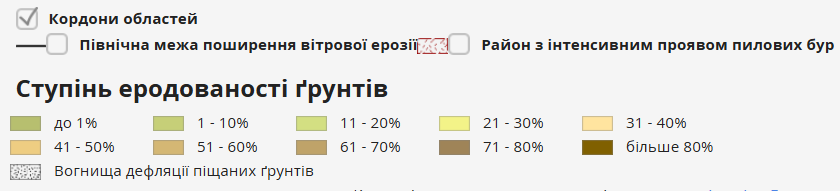 Кордони областей
Північна межа поширення вітрової ерозії Район з інтенсивним проявом пилових бур
Ступінь еродованості ґрунтів
до 1% 1 - 10% 11 - 20% 21 - 30% 31 - 40%
41 - 50% 51 - 60% 61 - 70% 71 - 80% більше 80%
Вогнища дефляції піщаних ґрунтів